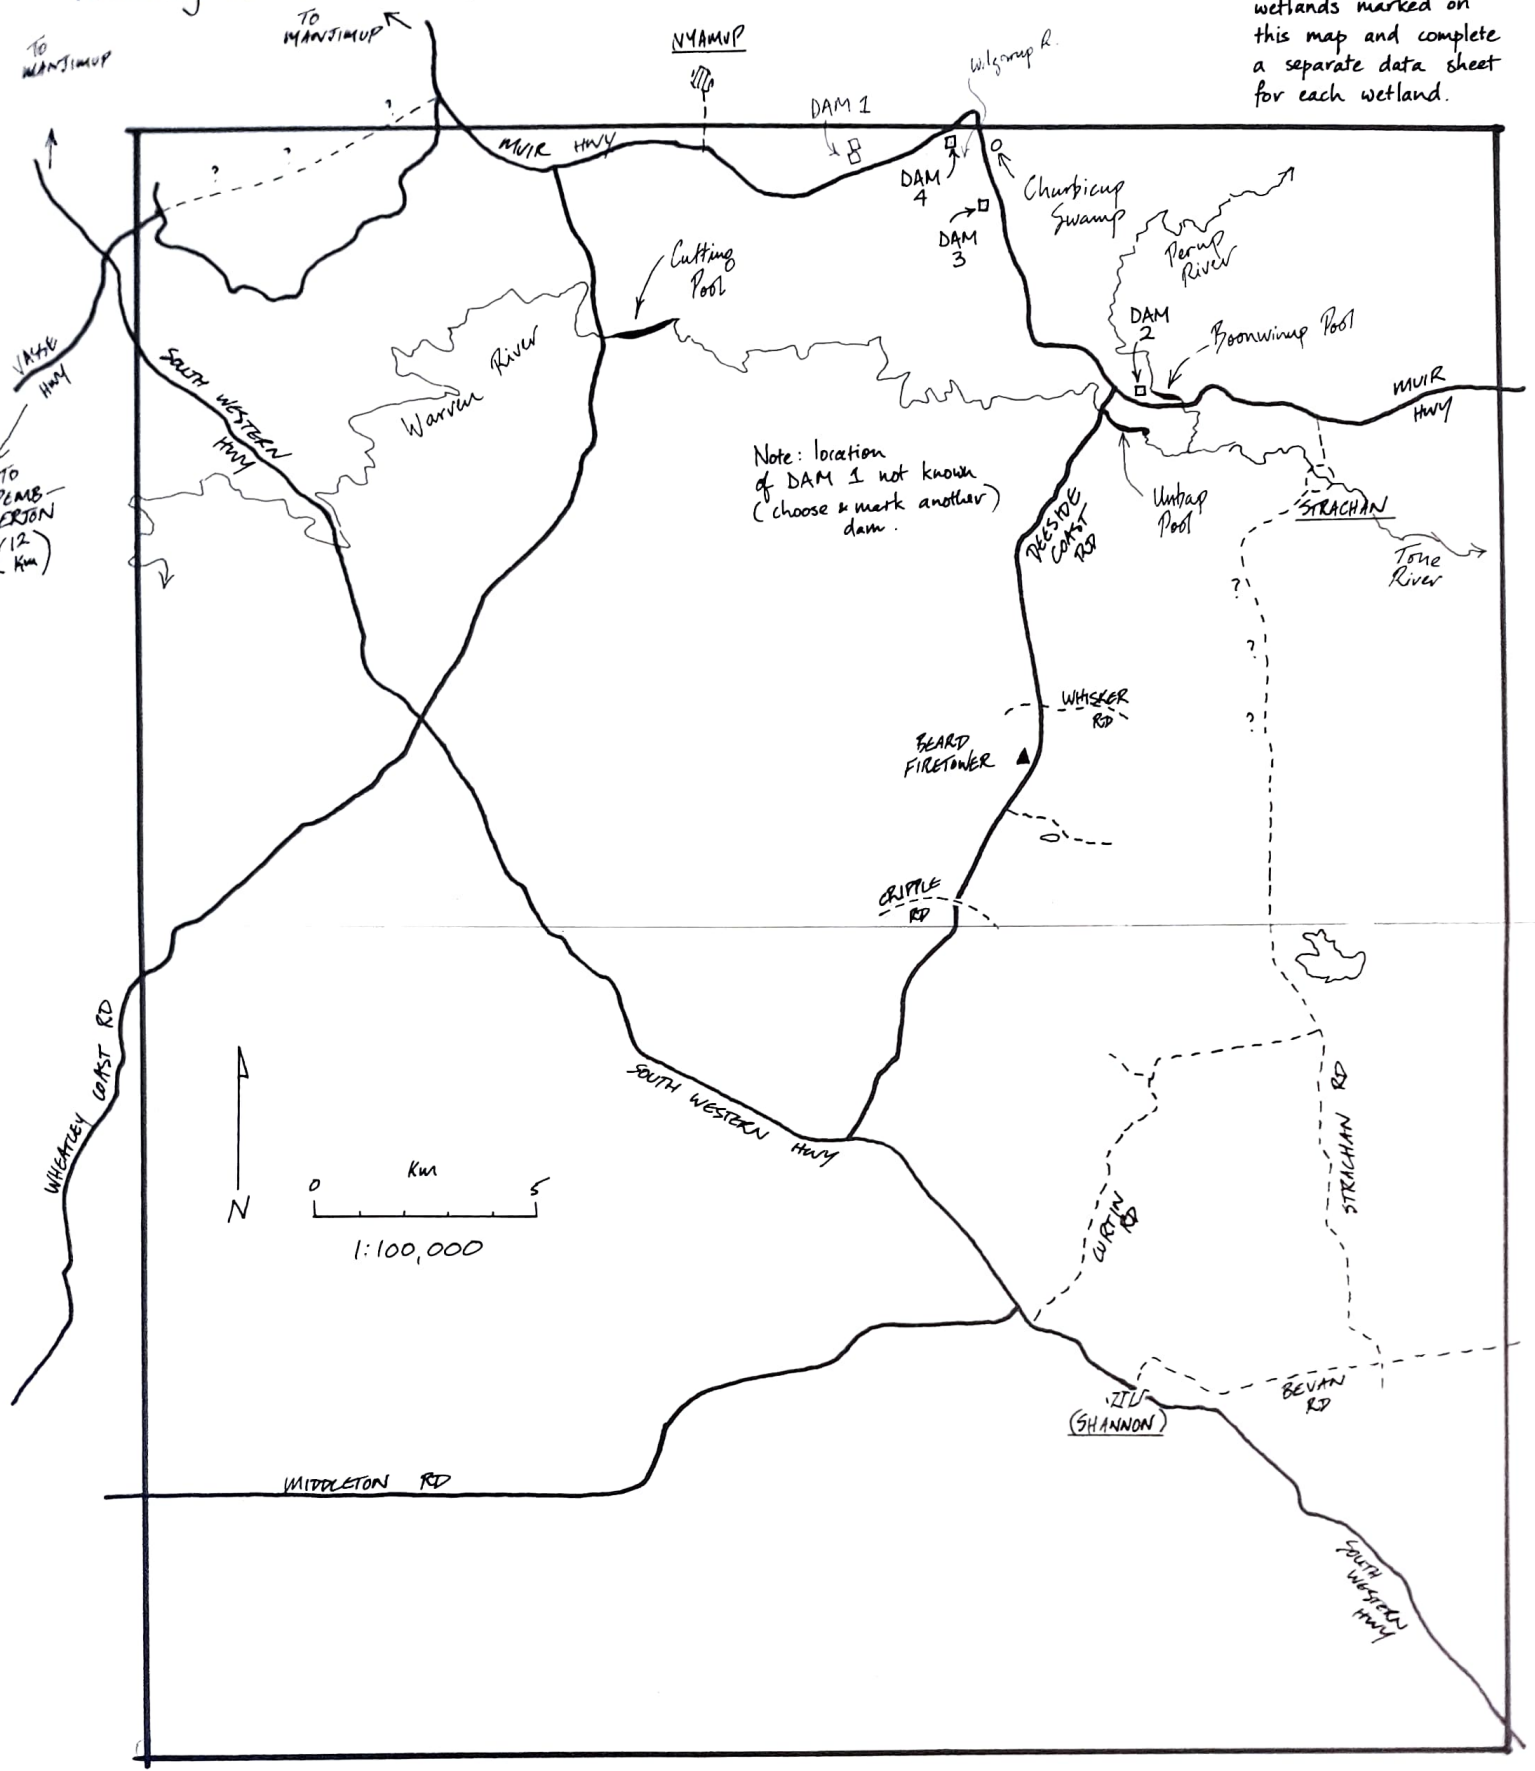 wetlands marked on
this map and complete
a separate data sheet
for each wetland.
TO
MANJIMUP
TO
MANJIMUP
NYAMUP
Wilgarup R.
DAM 1
MUIR HWY
DAM
4
Churbicup
Swamp
DAM
3
Perup
River
Cutting
Pool
DAM
2
Boonwinup Pool
VASSE
HWY
SOUTH WESTERN
HWY
Warren River
MUIR
HWY
TO
PEMB-
ERTON
(12
Km)
Note: location
of DAM 1 not known
(choose & mark another)
dam.
DEESIDE
COAST
RD
Unbap
Pool
STRACHAN
Tone
River
?
?
?
?
?
?
WHISKER
RD
BEARD
FIRETOWER
CRIPPLE
RD
WHEATLEY COAST RD
SOUTH WESTERN HWY
STRACHAN RD
CURTIN
RD
N
Km
0 5
1:100,000
BEVAN
RD
(SHANNON)
MIDDLETON RD
SOUTH
WESTERN
HWY